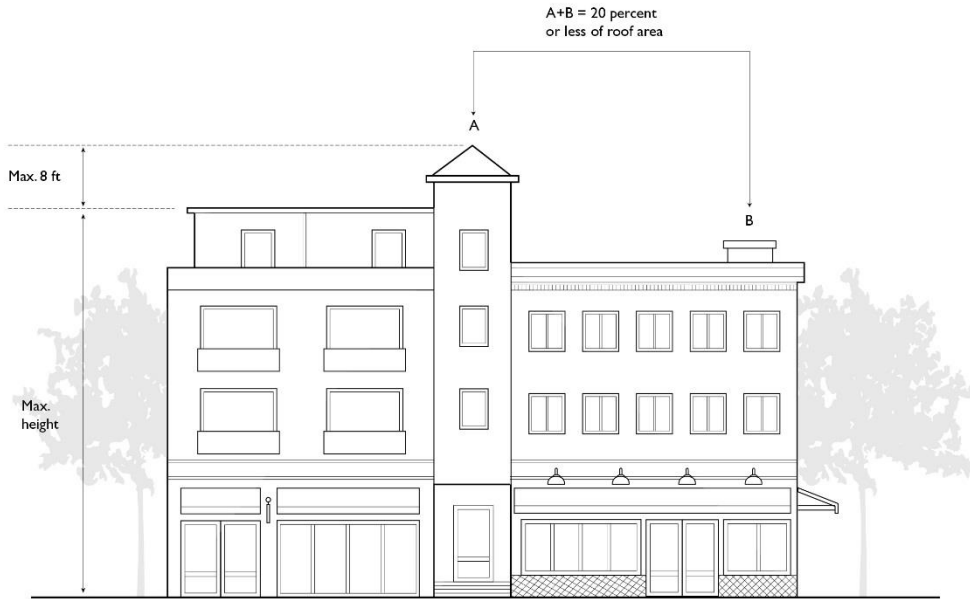 A+B = 20 percent
or less of roof area
A
Max. 8 ft
B
Max.
height